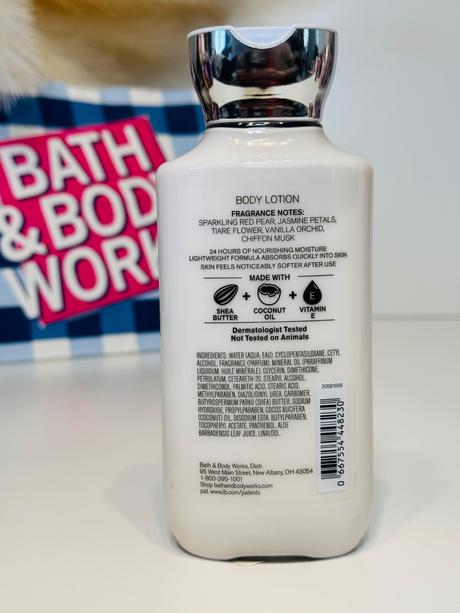 BATH
& BODY
WORK
BODY LOTION
FRAGRANCE NOTES:
SPARKLING RED PEAR, JASMINE PETALS,
TIARE FLOWER, VANILLA ORCHID,
CHIFFON MUSK
24 HOURS OF NOURISHING MOISTURE
LIGHTWEIGHT FORMULA ABSORBS QUICKLY INTO SKIN
SKIN FEELS NOTICEABLY SOFTER AFTER USE
MADE WITH
+ + E
SHEA BUTTER
COCONUT OIL
VITAMIN E
Dermatologist Tested
Not Tested on Animals
INGREDIENTS: WATER (AQUA, EAU), CYCLOPENTASILOXANE, CETYL
ALCOHOL, FRAGRANCE (PARFUM), MINERAL OIL (PARAFFINUM
LIQUIDUM, HUILE MINÉRALE), GLYCERIN, DIMETHICONE,
PETROLATUM, CETEARETH-20, STEARYL ALCOHOL,
DIMETHICONOL, PALMITIC ACID, STEARIC ACID,
METHYLPARABEN, DIAZOLIDINYL UREA, CARBOMER,
BUTYROSPERMUM PARKII (SHEA) BUTTER, SODIUM
HYDROXIDE, PROPYLPARABEN, COCOS NUCIFERA
(COCONUT) OIL, DISODIUM EDTA, BUTYLPARABEN,
TOCOPHERYL ACETATE, PANTHENOL, ALOE
BARBADENSIS LEAF JUICE, LINALOOL.
30581666
0 667554 448230
Bath & Body Works, Distr.
95 West Main Street, New Albany, OH 43054
1-800-395-1001
Shop bathandbodyworks.com
pat. www.lb.com/patents